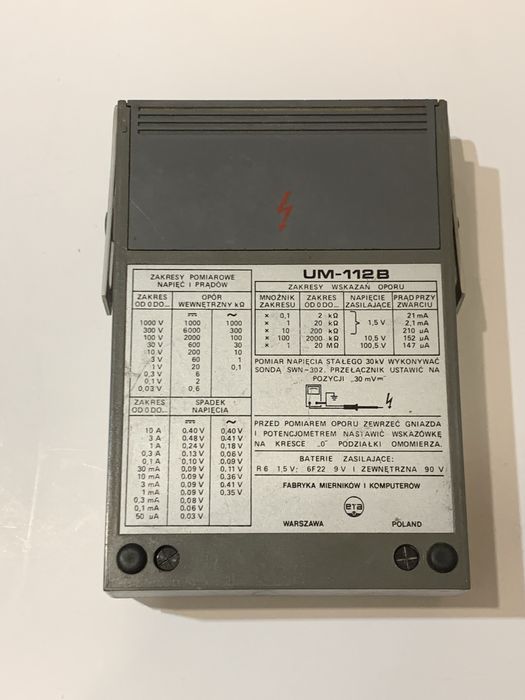 ZAKRESY POMIAROWE
NAPIĘĆ I PRĄDÓW
ZAKRES OPÓR
OD 0 DO... WEWNĘTRZNY kΩ
⎓ ~
1000 V 1000 1000
300 V 6000 300
100 V 2000 100
30 V 600 30
10 V 200 10
3 V 60 1
1 V 20 0,1
0,3 V 6
0,1 V 2
0,03 V 0,6
ZAKRES SPADEK
OD 0 DO... NAPIĘCIA
⎓ ~
10 A 0,40 V 0,40 V
3 A 0,48 V 0,41 V
1 A 0,24 V 0,18 V
0,3 A 0,13 V 0,06 V
0,1 A 0,10 V 0,09 V
30 mA 0,09 V 0,11 V
10 mA 0,09 V 0,36 V
3 mA 0,09 V 0,41 V
1 mA 0,09 V 0,35 V
0,3 mA 0,08 V
0,1 mA 0,06 V
50 µA 0,03 V
UM-112B
ZAKRESY WSKAZAŃ OPORU
MNOŻNIK ZAKRES NAPIĘCIE PRĄD PRZY
ZAKRESU OD 0 DO... ZASILAJĄCE ZWARCIU
× 0,1 2 kΩ 21 mA
× 1 20 kΩ 1,5 V 2,1 mA
× 10 200 kΩ 210 µA
× 100 2000 kΩ 10,5 V 152 µA
× 1 20 MΩ 100,5 V 147 µA
POMIAR NAPIĘCIA STAŁEGO 30kV WYKONYWAĆ
SONDĄ SWN-302. PRZEŁĄCZNIK USTAWIĆ NA
POZYCJI „30 mV⎓"
PRZED POMIAREM OPORU ZEWRZEĆ GNIAZDA
I POTENCJOMETREM NASTAWIĆ WSKAZÓWKĘ
NA KRESCE „0" PODZIAŁKI OMOMIERZA.
BATERIE ZASILAJĄCE:
R6 1,5 V; 6F22 9 V I ZEWNĘTRZNA 90 V
FABRYKA MIERNIKÓW I KOMPUTERÓW
era
WARSZAWA POLAND